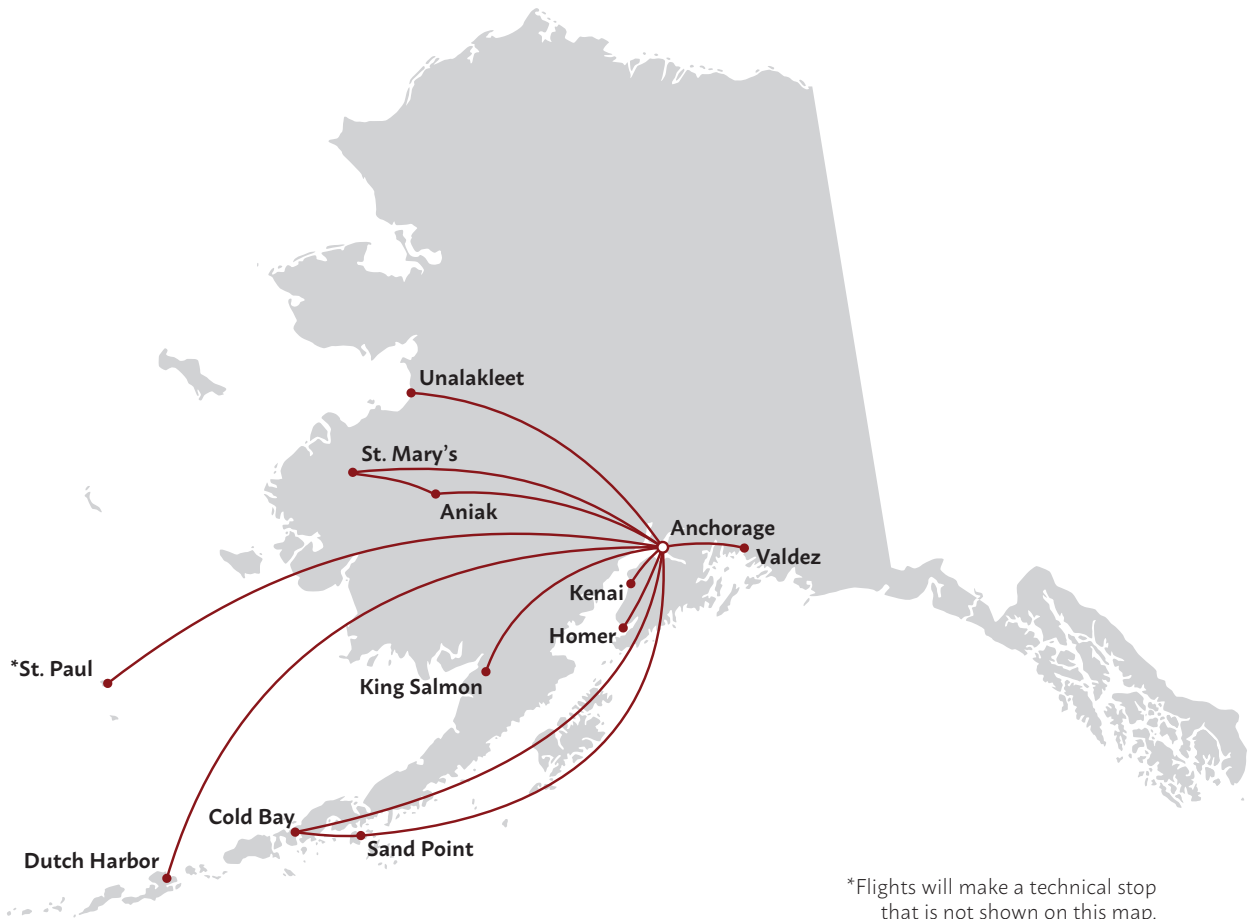 Unalakleet
St. Mary’s
Aniak
Anchorage
Valdez
Kenai
Homer
*St. Paul
King Salmon
Cold Bay
Sand Point
Dutch Harbor
*Flights will make a technical stop
that is not shown on this map.